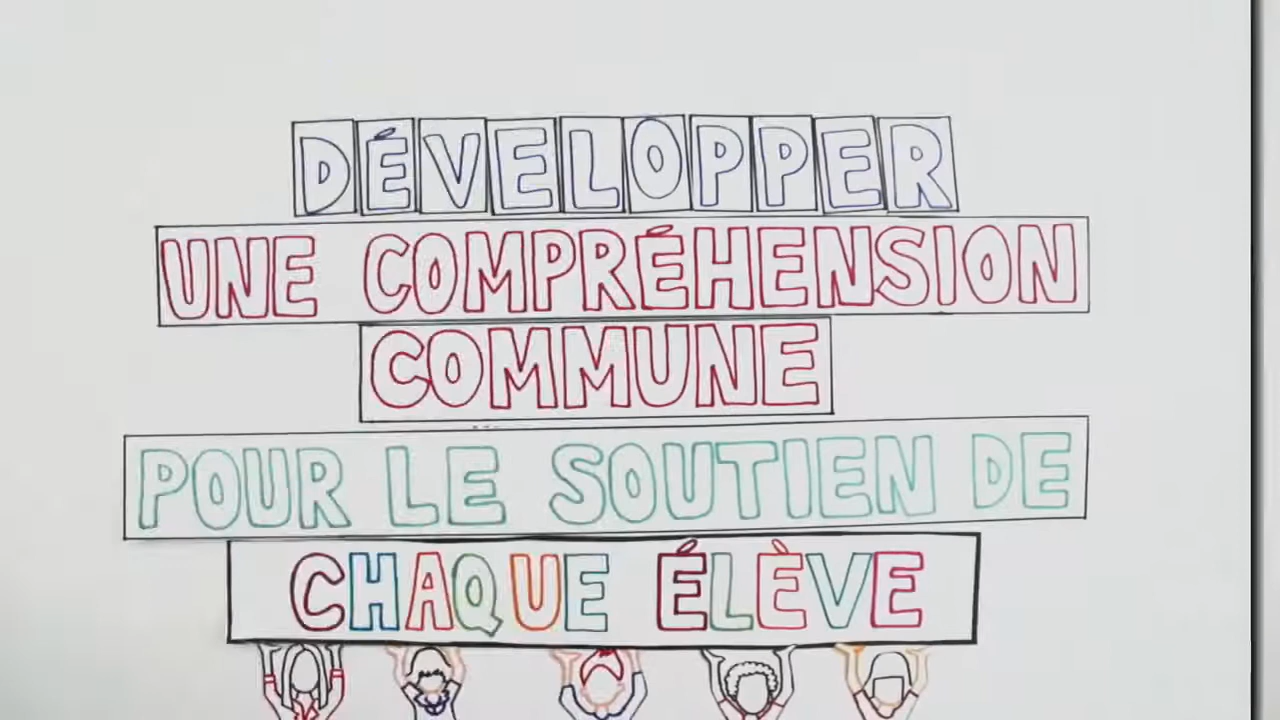 DÉVELOPPER
UNE COMPRÉHENSION
COMMUNE
POUR LE SOUTIEN DE
CHAQUE ÉLÈVE